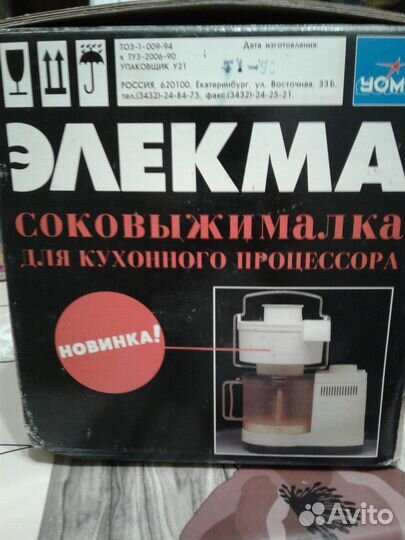 ТОЗ-1-009-94
к ТУЗ-2006-90
УПАКОВЩИК У21
Дата изготовления:
РОССИЯ, 620100, Екатеринбург, ул. Восточная, 33б,
тел.(3432)-24-84-75, факс.(3432)-24-25-21.
УОМЗ
ЭЛЕКМА
СОКОВЫЖИМАЛКА
ДЛЯ КУХОННОГО ПРОЦЕССОРА
НОВИНКА!
Avito